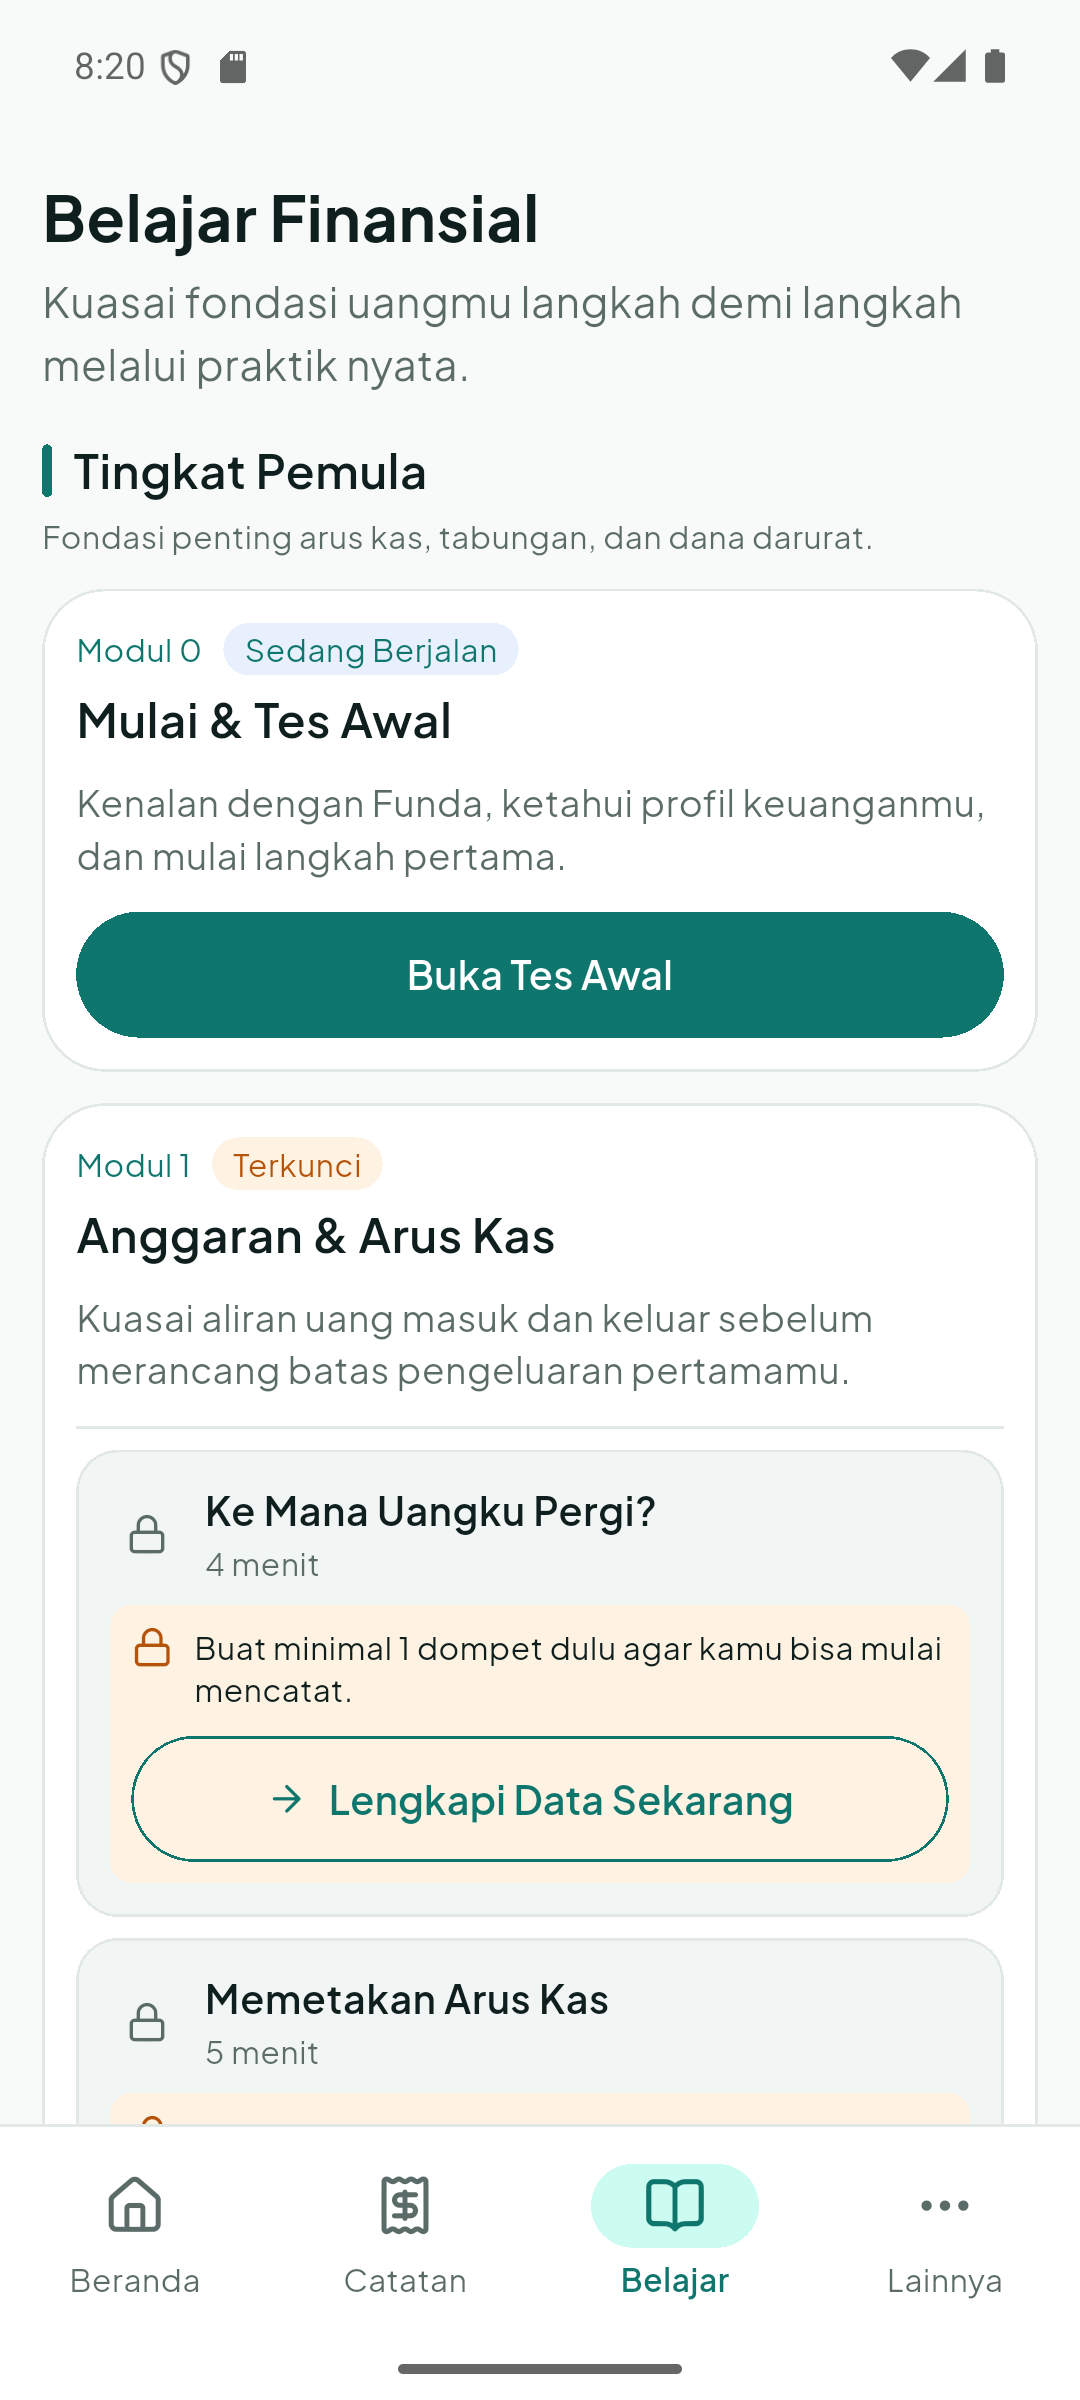 8:20
Belajar Finansial
Kuasai fondasi uangmu langkah demi langkah
melalui praktik nyata.
Tingkat Pemula
Fondasi penting arus kas, tabungan, dan dana darurat.
Modul 0 Sedang Berjalan
Mulai & Tes Awal
Kenalan dengan Funda, ketahui profil keuanganmu,
dan mulai langkah pertama.
Buka Tes Awal
Modul 1 Terkunci
Anggaran & Arus Kas
Kuasai aliran uang masuk dan keluar sebelum
merancang batas pengeluaran pertamamu.
Ke Mana Uangku Pergi?
4 menit
Buat minimal 1 dompet dulu agar kamu bisa mulai
mencatat.
Lengkapi Data Sekarang
Memetakan Arus Kas
5 menit
Beranda Catatan Belajar Lainnya